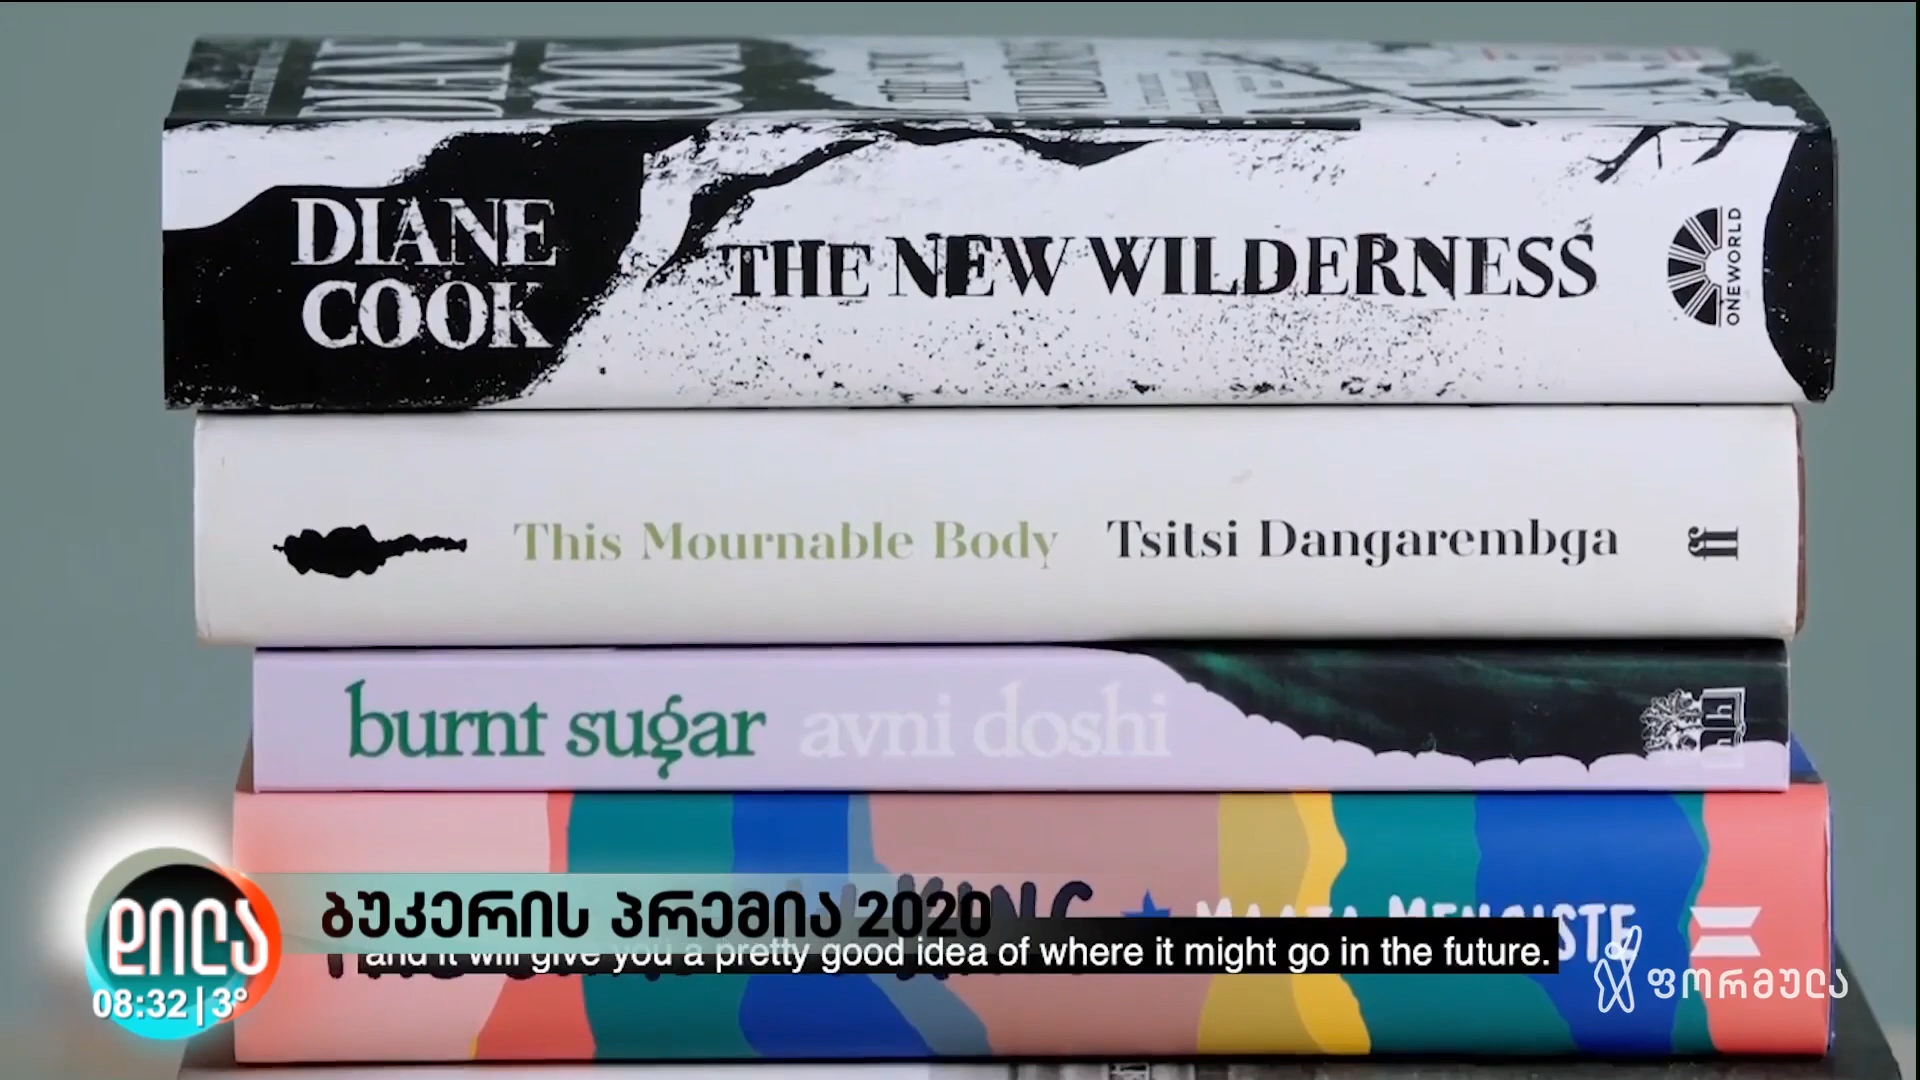 DIANE
COOK
THE NEW WILDERNESS
ONEWORLD
This Mournable Body Tsitsi Dangarembga
ff
burnt sugar avni doshi
ბუკერის პრემია 2020
and it will give you a pretty good idea of where it might go in the future.
დილა
08:32 | 3°
ფორმულა